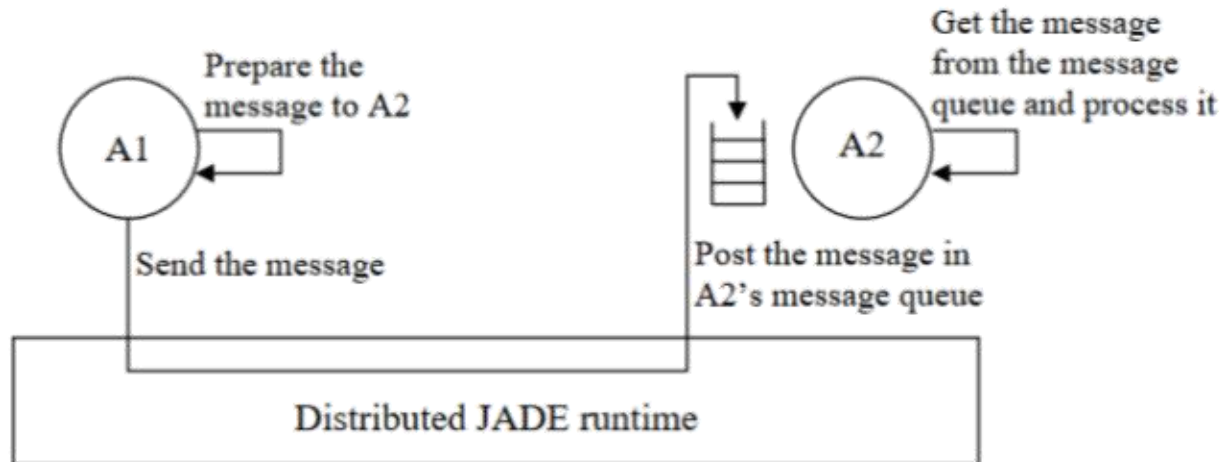 Prepare the
message to A2
A1
Send the message
Get the message
from the message
queue and process it
A2
Post the message in
A2's message queue
Distributed JADE runtime